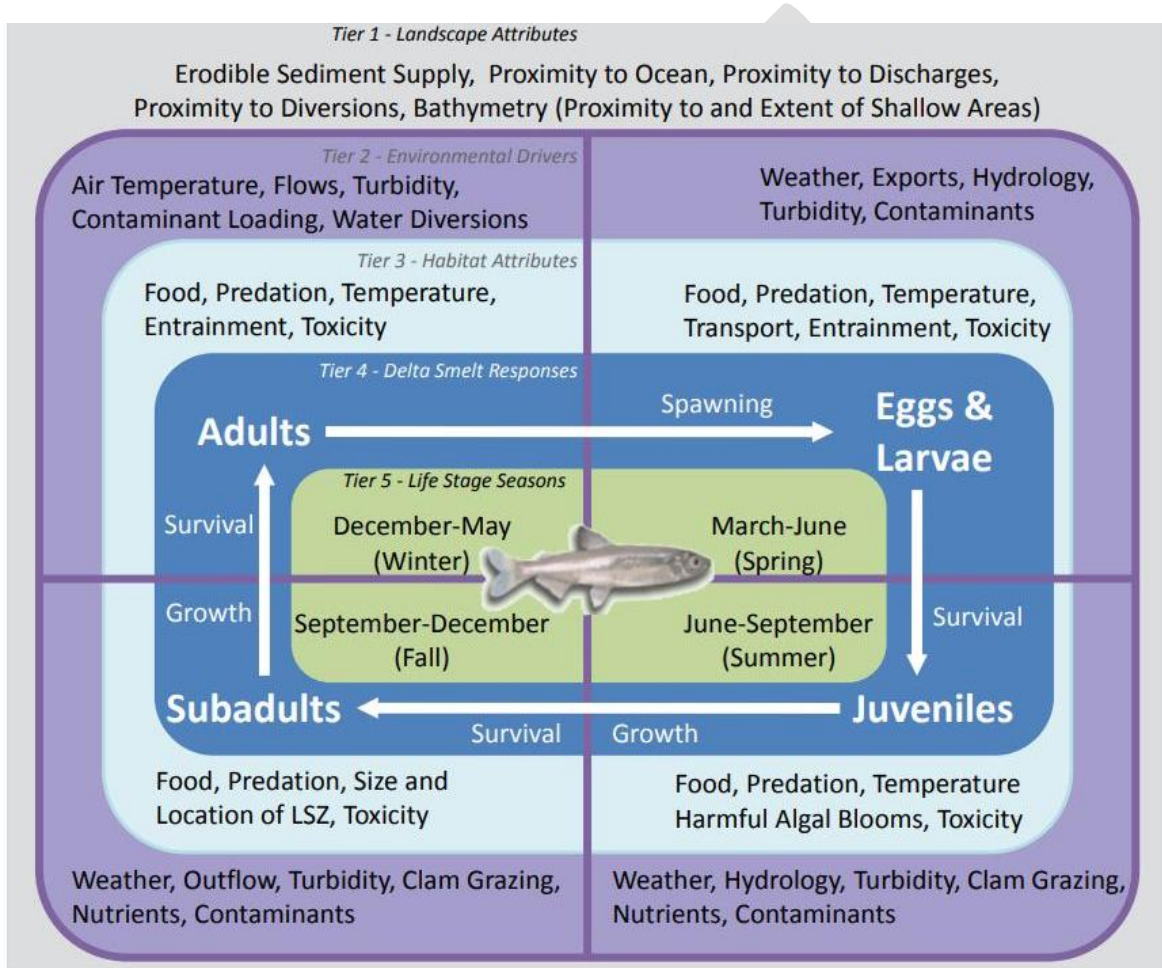 Tier 1 - Landscape Attributes
Erodible Sediment Supply, Proximity to Ocean, Proximity to Discharges,
Proximity to Diversions, Bathymetry (Proximity to and Extent of Shallow Areas)
Tier 2 - Environmental Drivers
Air Temperature, Flows, Turbidity,
Contaminant Loading, Water Diversions
Weather, Exports, Hydrology,
Turbidity, Contaminants
Tier 3 - Habitat Attributes
Food, Predation, Temperature,
Entrainment, Toxicity
Food, Predation, Temperature,
Transport, Entrainment, Toxicity
Tier 4 - Delta Smelt Responses
Adults
Spawning
Eggs &
Larvae
Tier 5 - Life Stage Seasons
Survival
December-May
(Winter)
March-June
(Spring)
Growth
September-December
(Fall)
June-September
(Summer)
Survival
Subadults
Survival
Growth
Juveniles
Food, Predation, Size and
Location of LSZ, Toxicity
Food, Predation, Temperature
Harmful Algal Blooms, Toxicity
Weather, Outflow, Turbidity, Clam Grazing,
Nutrients, Contaminants
Weather, Hydrology, Turbidity, Clam Grazing,
Nutrients, Contaminants